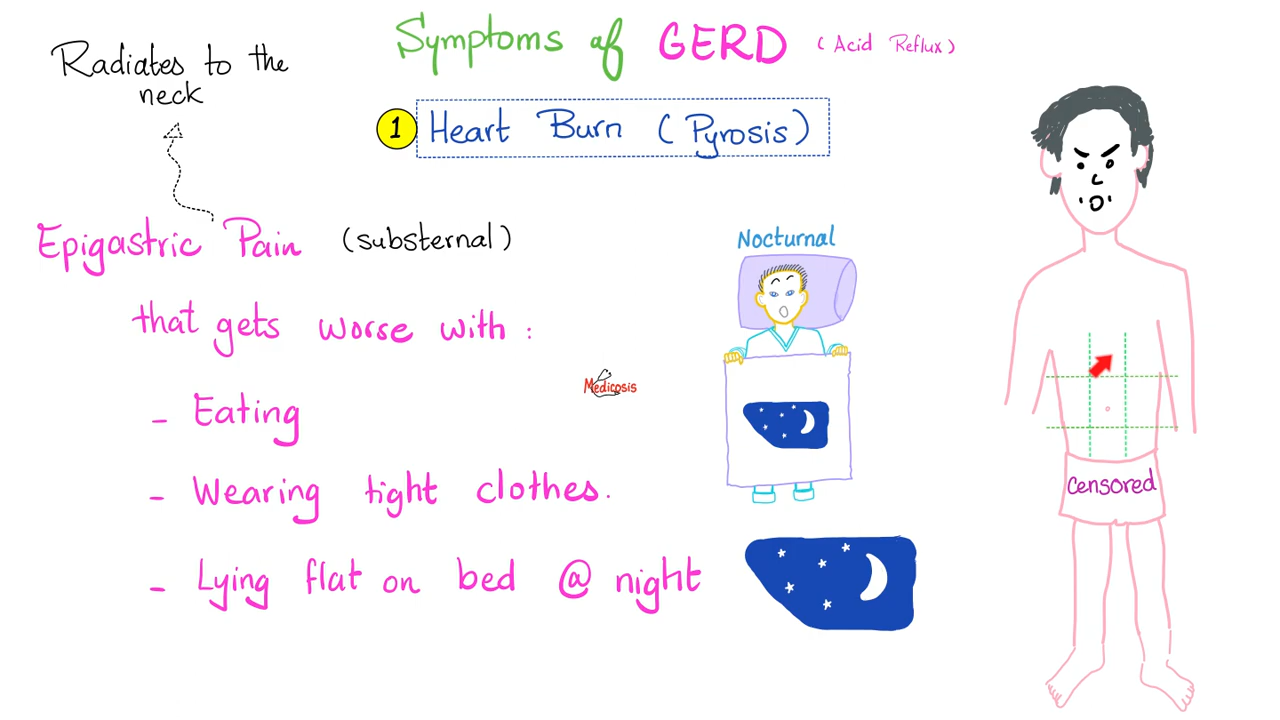 Symptoms of GERD (Acid Reflux)
Radiates to the
neck
1 Heart Burn (Pyrosis)
Epigastric Pain (substernal)
that gets worse with :
- Eating
- Wearing tight clothes.
- Lying flat on bed @ night
Nocturnal
Medicosis
Censored